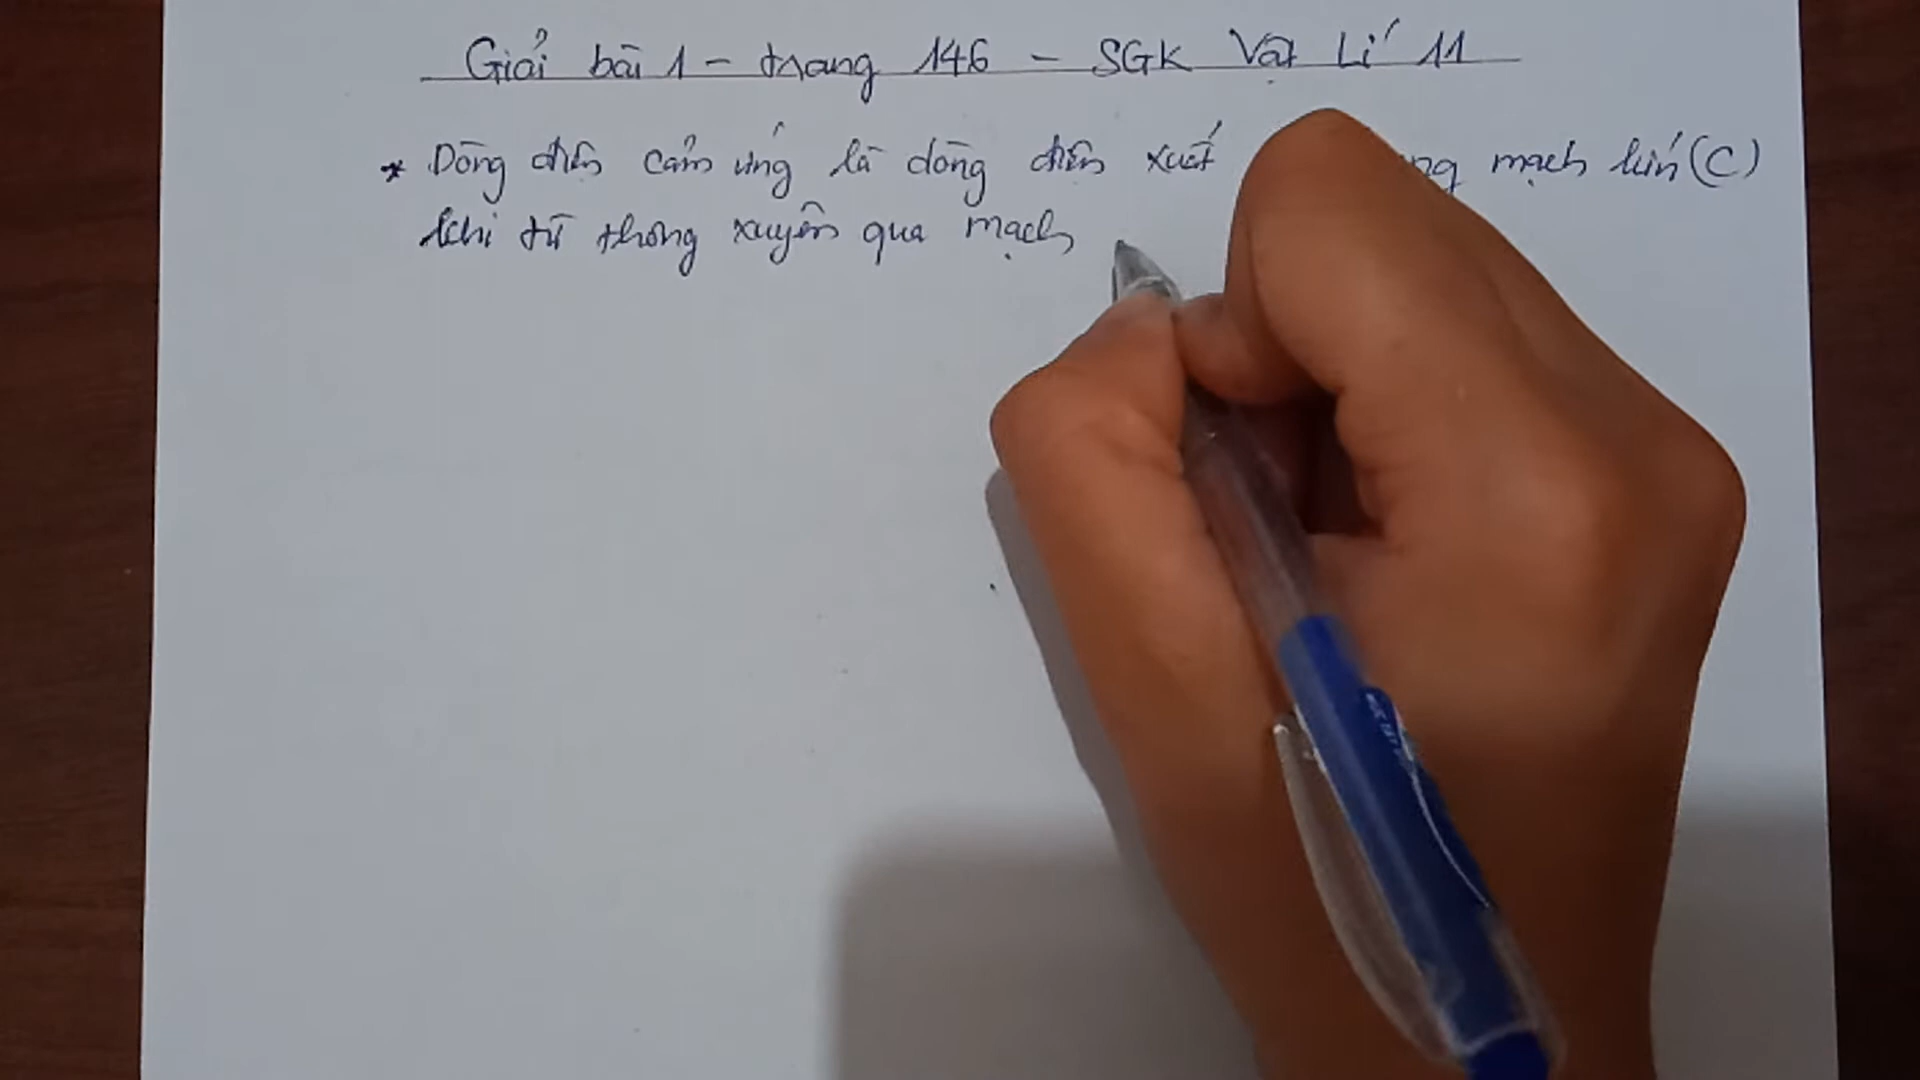 Giải bài 1 - trang 146 - SGK Vật Lí 11
* Dòng điện cảm ứng là dòng điện xuất ng mạch kín (C)
khi từ thông xuyên qua mạch